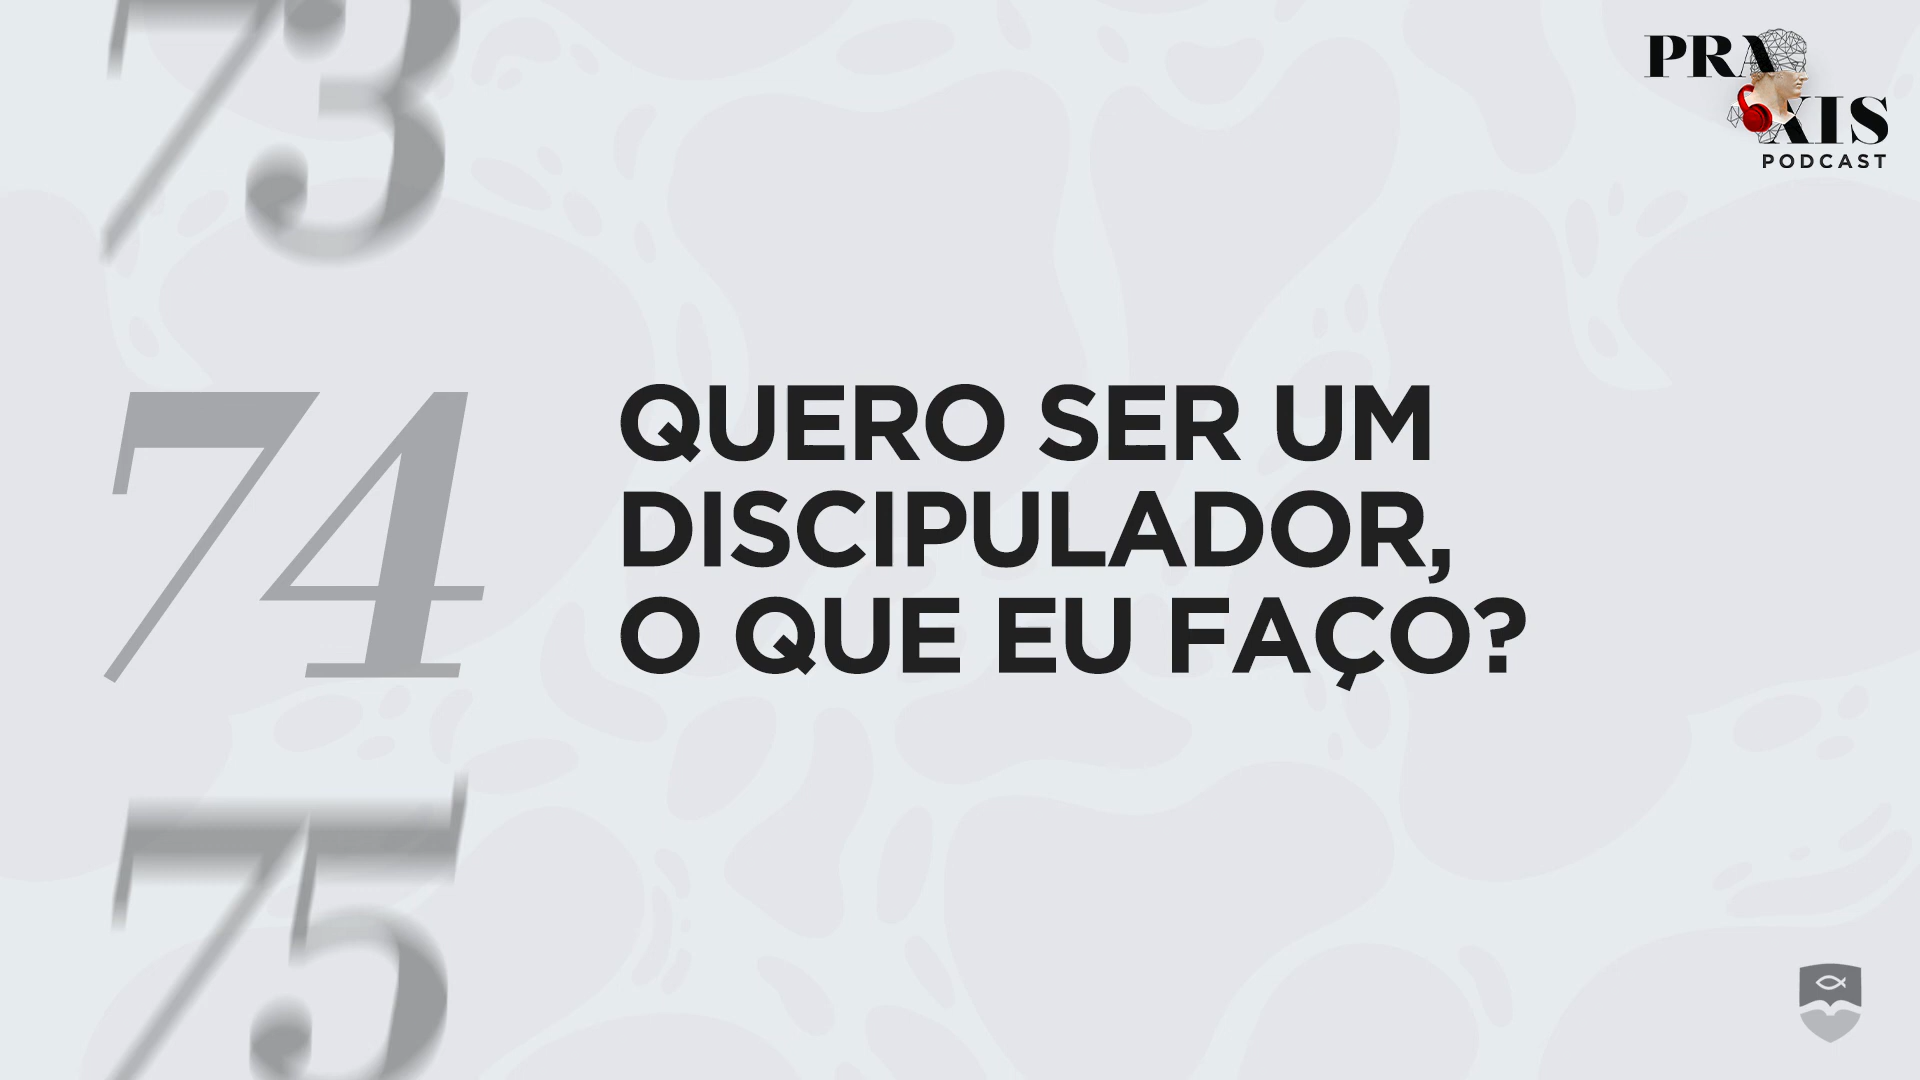 73
PRAXIS
PODCAST
74
QUERO SER UM
DISCIPULADOR,
O QUE EU FAÇO?
75